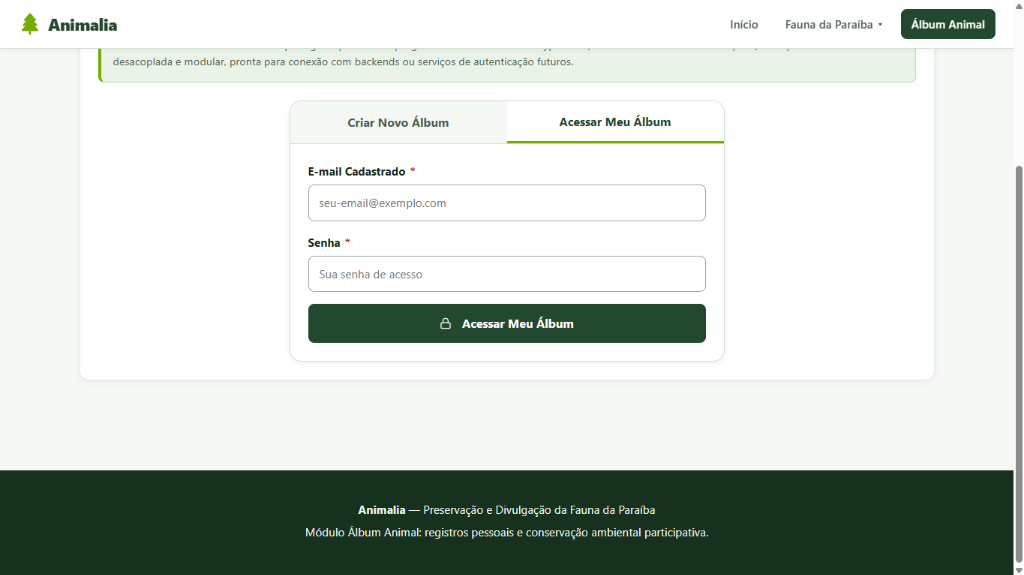 Animalia
Início
Fauna da Paraíba
Álbum Animal
desacoplada e modular, pronta para conexão com backends ou serviços de autenticação futuros.
Criar Novo Álbum
Acessar Meu Álbum
E-mail Cadastrado *
seu-email@exemplo.com
Senha *
Sua senha de acesso
Acessar Meu Álbum
Animalia — Preservação e Divulgação da Fauna da Paraíba
Módulo Álbum Animal: registros pessoais e conservação ambiental participativa.